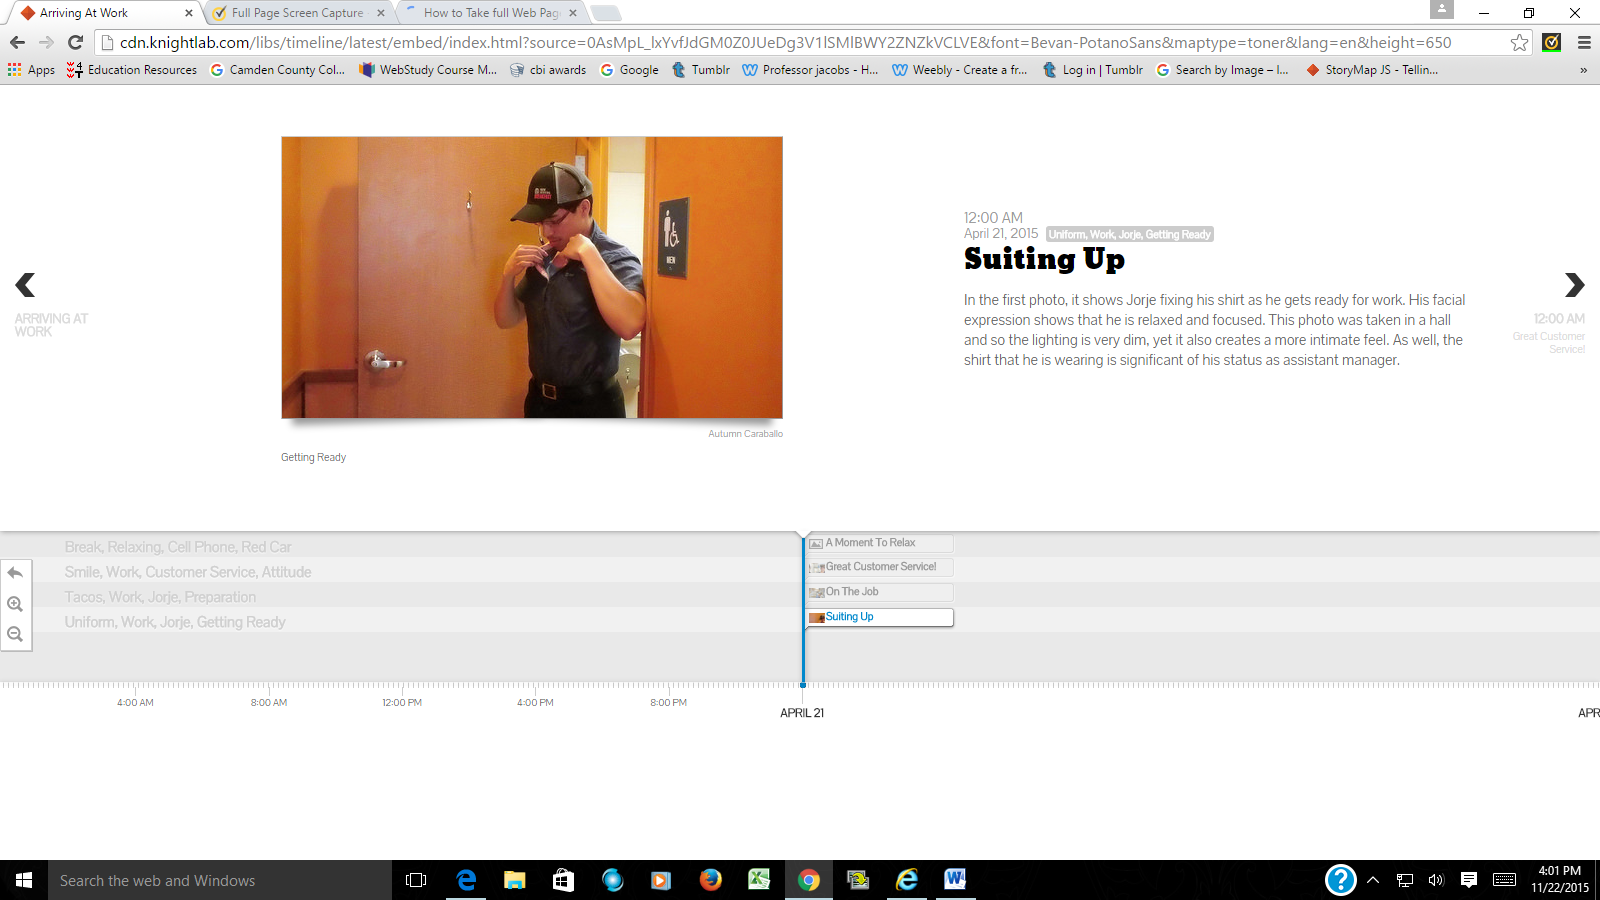 Arriving At Work
Full Page Screen Capture
How to Take full Web Pag
cdn.knightlab.com/libs/timeline/latest/embed/index.html?source=0AsMpL_lxYvfJdGM0Z0JUeDg3V1lSMlBWY2ZNZkVCLVE&font=Bevan-PotanoSans&maptype=toner&lang=en&height=650
Apps
Education Resources
Camden County Col...
WebStudy Course M...
cbi awards
Google
Tumblr
Professor jacobs - H...
Weebly - Create a fr...
Log in | Tumblr
Search by Image – I...
StoryMap JS - Tellin...
»
MEN
Autumn Caraballo
Getting Ready
ARRIVING AT
WORK
12:00 AM
April 21, 2015 Uniform, Work, Jorje, Getting Ready
Suiting Up
In the first photo, it shows Jorje fixing his shirt as he gets ready for work. His facial
expression shows that he is relaxed and focused. This photo was taken in a hall
and so the lighting is very dim, yet it also creates a more intimate feel. As well, the
shirt that he is wearing is significant of his status as assistant manager.
12:00 AM
Great Customer
Service!
Break, Relaxing, Cell Phone, Red Car
A Moment To Relax
Smile, Work, Customer Service, Attitude
Great Customer Service!
Tacos, Work, Jorje, Preparation
On The Job
Uniform, Work, Jorje, Getting Ready
Suiting Up
4:00 AM
8:00 AM
12:00 PM
4:00 PM
8:00 PM
APRIL 21
APR
Search the web and Windows
4:01 PM
11/22/2015